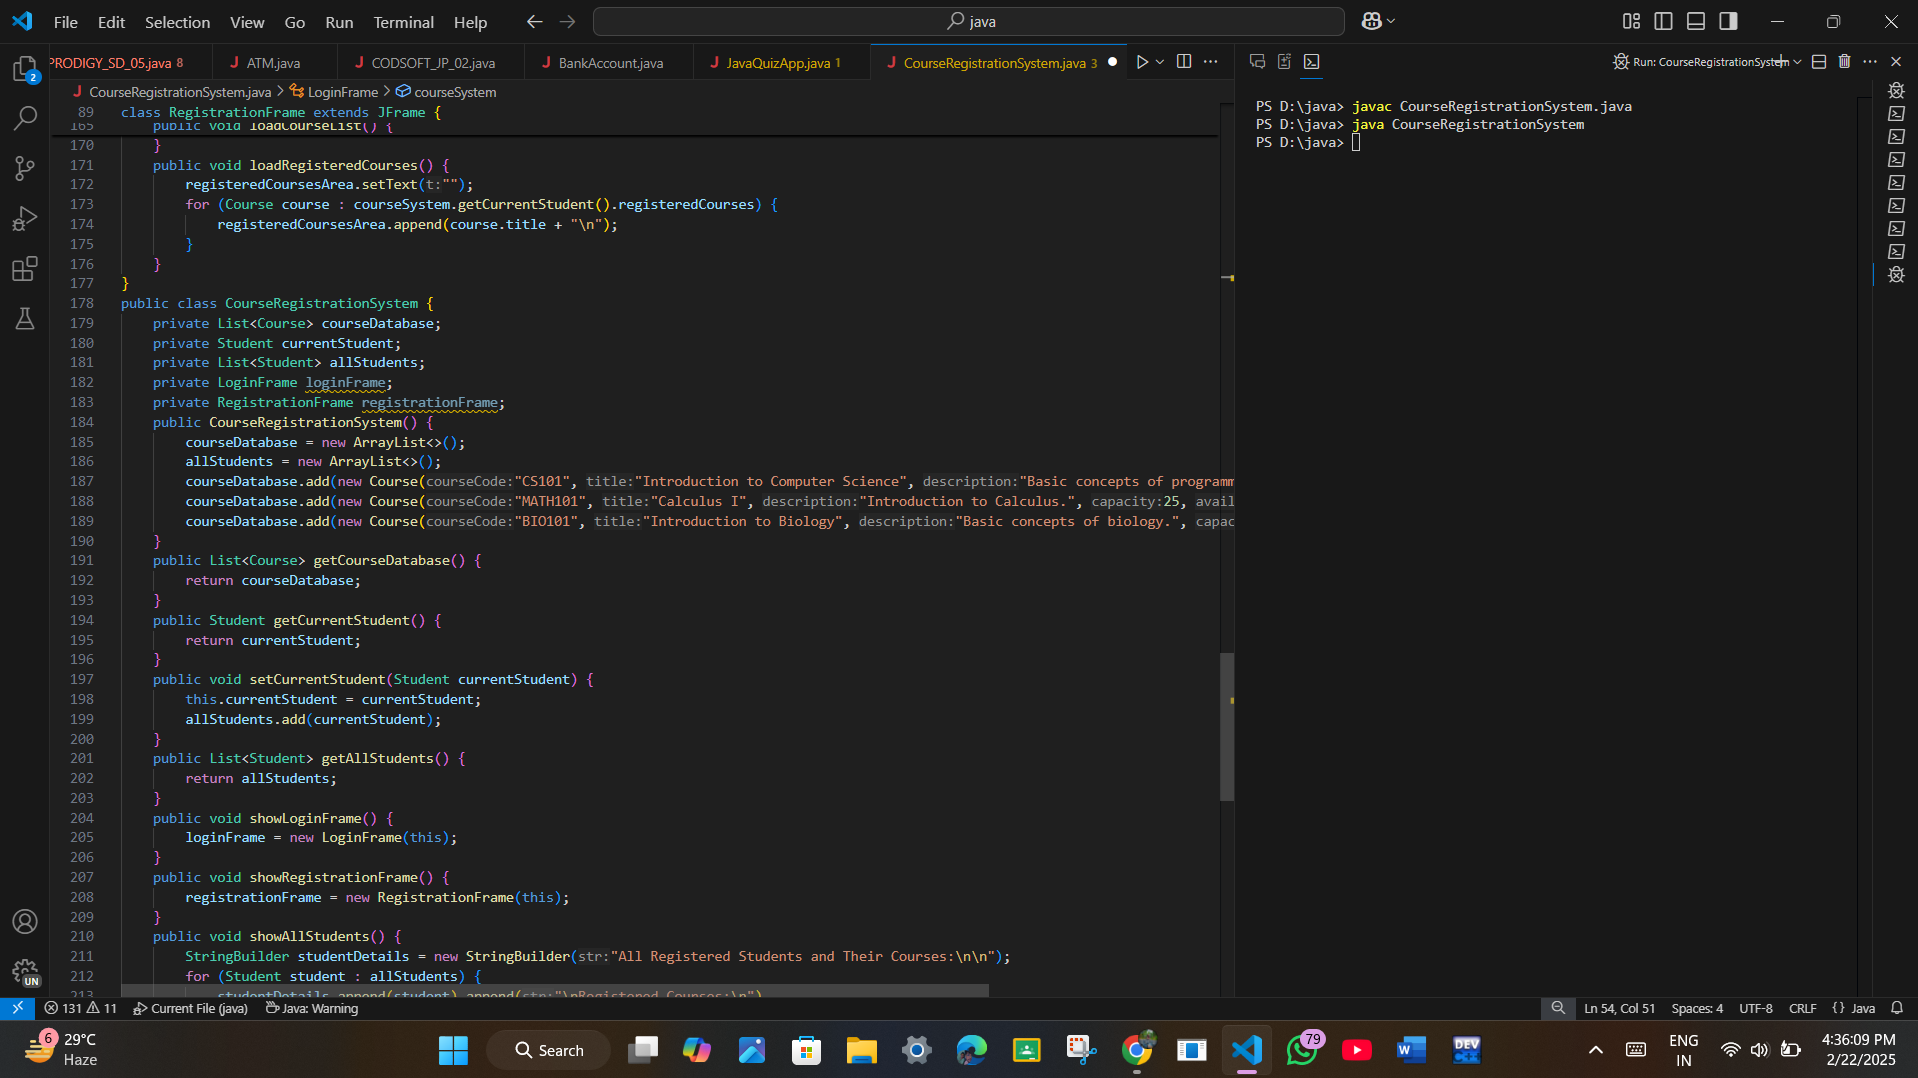 File Edit Selection View Go Run Terminal Help
java
PRODIGY_SD_05.java 8
ATM.java
CODSOFT_JP_02.java
BankAccount.java
JavaQuizApp.java 1
CourseRegistrationSystem.java 3
Run: CourseRegistrationSystem
CourseRegistrationSystem.java > LoginFrame > courseSystem
89 class RegistrationFrame extends JFrame {
165 public void loadCourseList() {
170 }
171 public void loadRegisteredCourses() {
172 registeredCoursesArea.setText(t:"");
173 for (Course course : courseSystem.getCurrentStudent().registeredCourses) {
174 registeredCoursesArea.append(course.title + "\n");
175 }
176 }
177 }
178 public class CourseRegistrationSystem {
179 private List<Course> courseDatabase;
180 private Student currentStudent;
181 private List<Student> allStudents;
182 private LoginFrame loginFrame;
183 private RegistrationFrame registrationFrame;
184 public CourseRegistrationSystem() {
185 courseDatabase = new ArrayList<>();
186 allStudents = new ArrayList<>();
187 courseDatabase.add(new Course(courseCode:"CS101", title:"Introduction to Computer Science", description:"Basic concepts of programm
188 courseDatabase.add(new Course(courseCode:"MATH101", title:"Calculus I", description:"Introduction to Calculus.", capacity:25, avail
189 courseDatabase.add(new Course(courseCode:"BIO101", title:"Introduction to Biology", description:"Basic concepts of biology.", capac
190 }
191 public List<Course> getCourseDatabase() {
192 return courseDatabase;
193 }
194 public Student getCurrentStudent() {
195 return currentStudent;
196 }
197 public void setCurrentStudent(Student currentStudent) {
198 this.currentStudent = currentStudent;
199 allStudents.add(currentStudent);
200 }
201 public List<Student> getAllStudents() {
202 return allStudents;
203 }
204 public void showLoginFrame() {
205 loginFrame = new LoginFrame(this);
206 }
207 public void showRegistrationFrame() {
208 registrationFrame = new RegistrationFrame(this);
209 }
210 public void showAllStudents() {
211 StringBuilder studentDetails = new StringBuilder(str:"All Registered Students and Their Courses:\n\n");
212 for (Student student : allStudents) {
213 studentDetails.append(student).append(str:"\nRegistered Courses:\n")
PS D:\java> javac CourseRegistrationSystem.java
PS D:\java> java CourseRegistrationSystem
PS D:\java>
2
UN
131 11 Current File (java) Java: Warning
Ln 54, Col 51 Spaces: 4 UTF-8 CRLF {} Java
6
29°C
Haze
Search
79
DEV
C++
ENG
IN
4:36:09 PM
2/22/2025